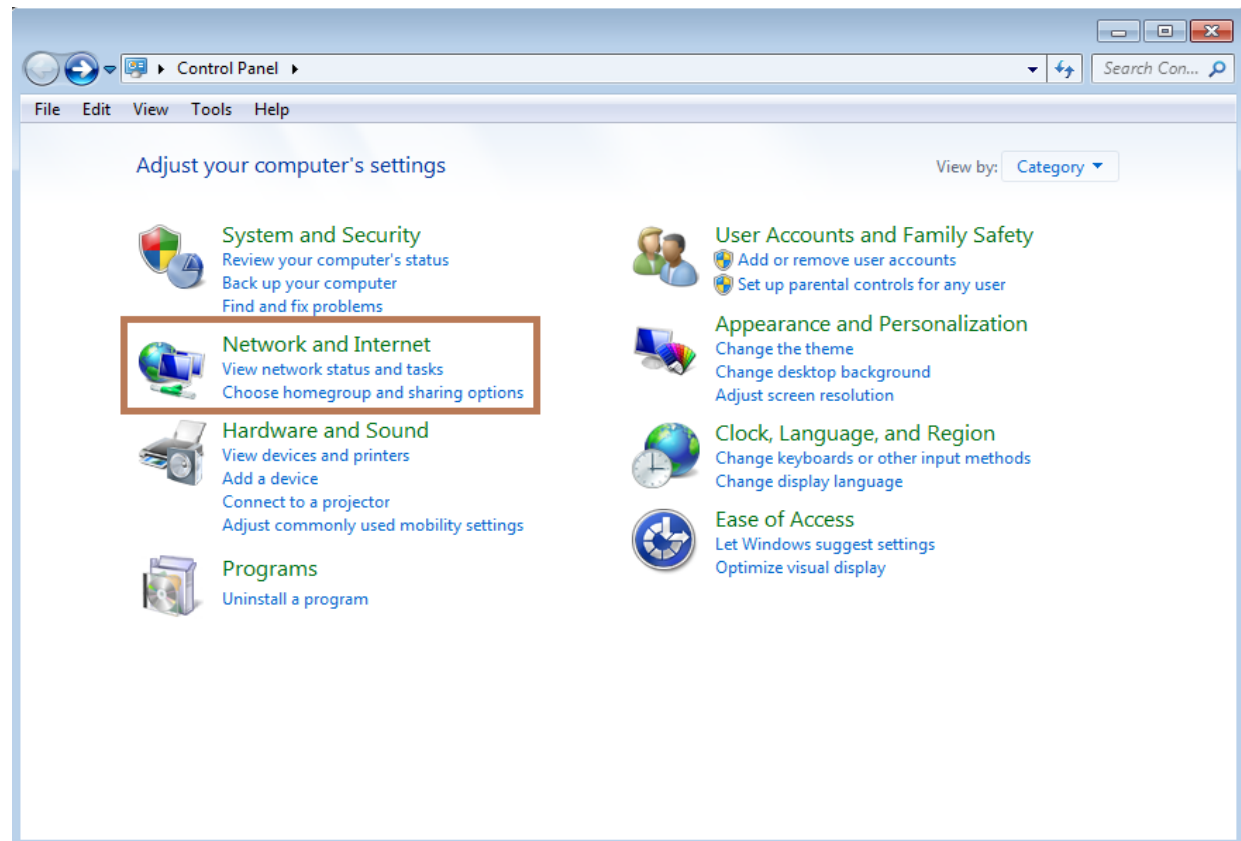 Control Panel
Search Con...
File Edit View Tools Help
Adjust your computer's settings
View by: Category
System and Security
Review your computer's status
Back up your computer
Find and fix problems
Network and Internet
View network status and tasks
Choose homegroup and sharing options
Hardware and Sound
View devices and printers
Add a device
Connect to a projector
Adjust commonly used mobility settings
Programs
Uninstall a program
User Accounts and Family Safety
Add or remove user accounts
Set up parental controls for any user
Appearance and Personalization
Change the theme
Change desktop background
Adjust screen resolution
Clock, Language, and Region
Change keyboards or other input methods
Change display language
Ease of Access
Let Windows suggest settings
Optimize visual display